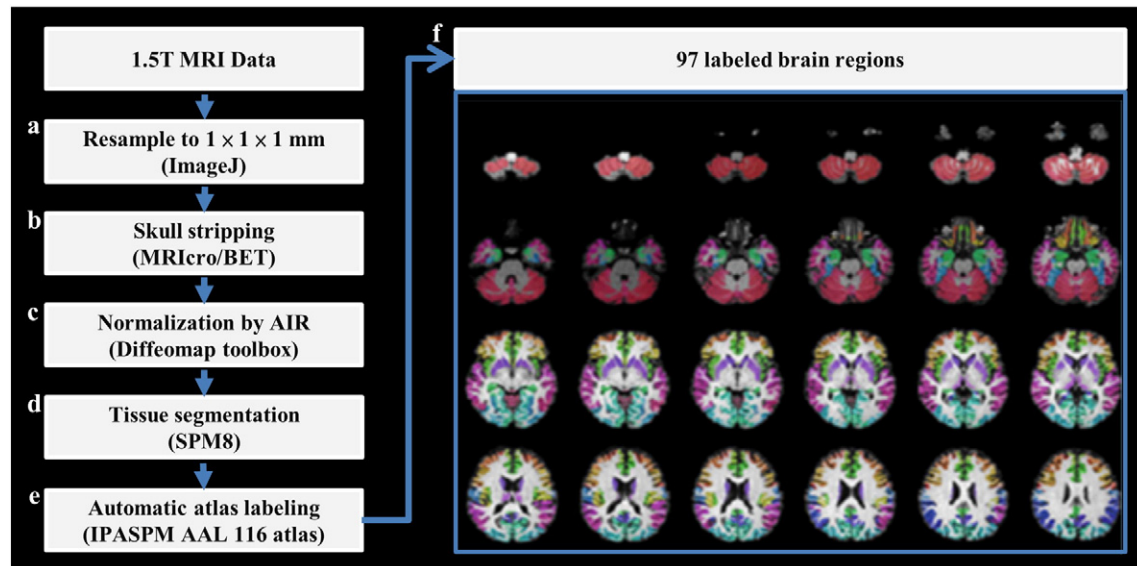 1.5T MRI Data
a
Resample to 1 × 1 × 1 mm
(ImageJ)
b
Skull stripping
(MRIcro/BET)
c
Normalization by AIR
(Diffeomap toolbox)
d
Tissue segmentation
(SPM8)
e
Automatic atlas labeling
(IPASPM AAL 116 atlas)
f
97 labeled brain regions